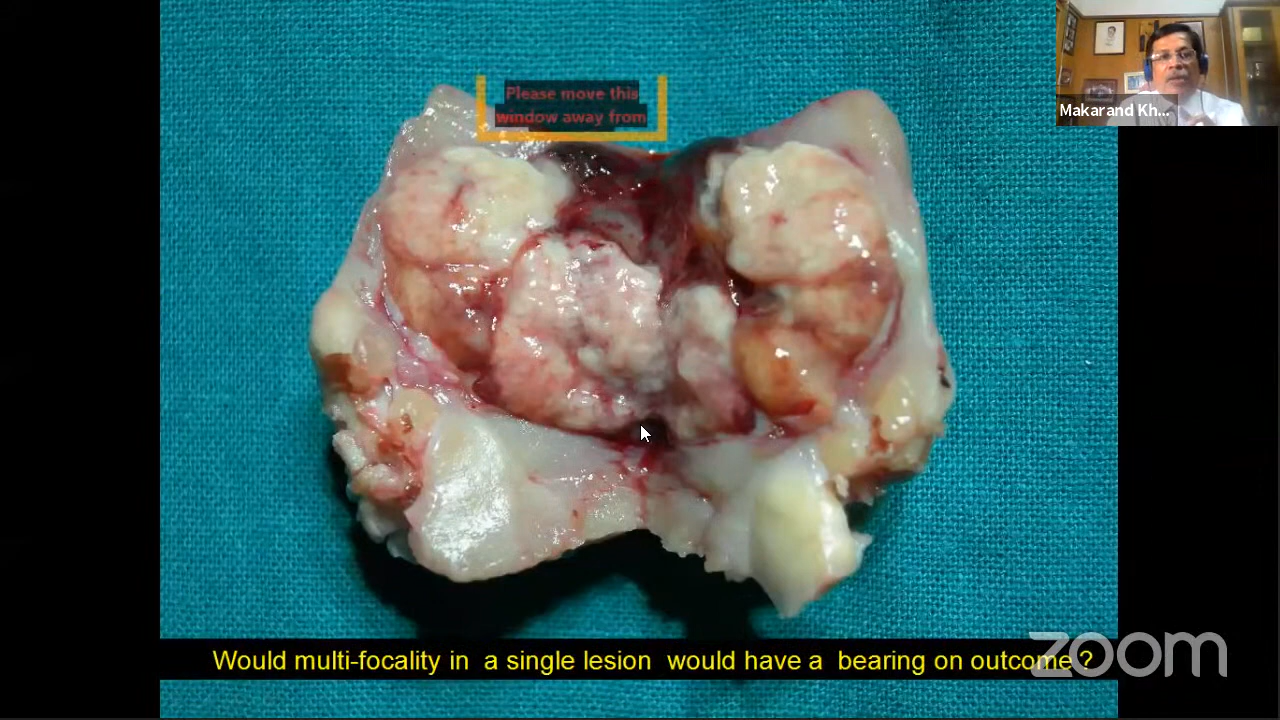 Please move this
window away from
Makarand Kh...
Would multi-focality in a single lesion would have a bearing on outcome ?
zoom